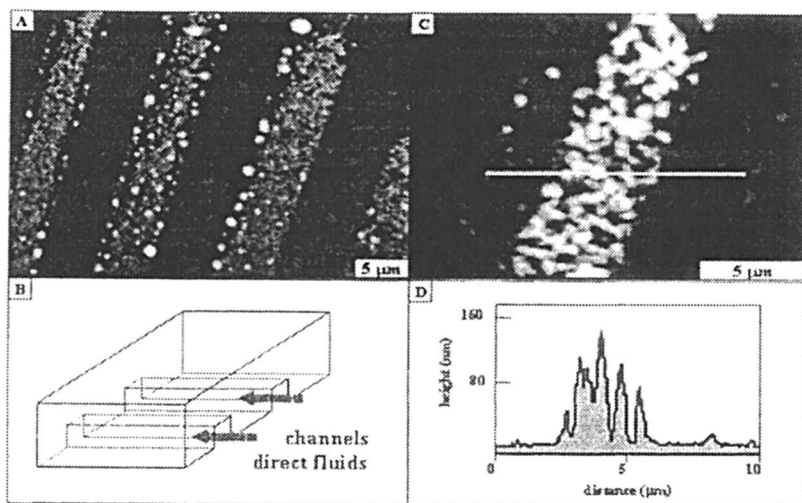 A
5 μm
C
5 μm
B
channels
direct fluids
D
height (nm)
160
80
0
5
10
distance (μm)